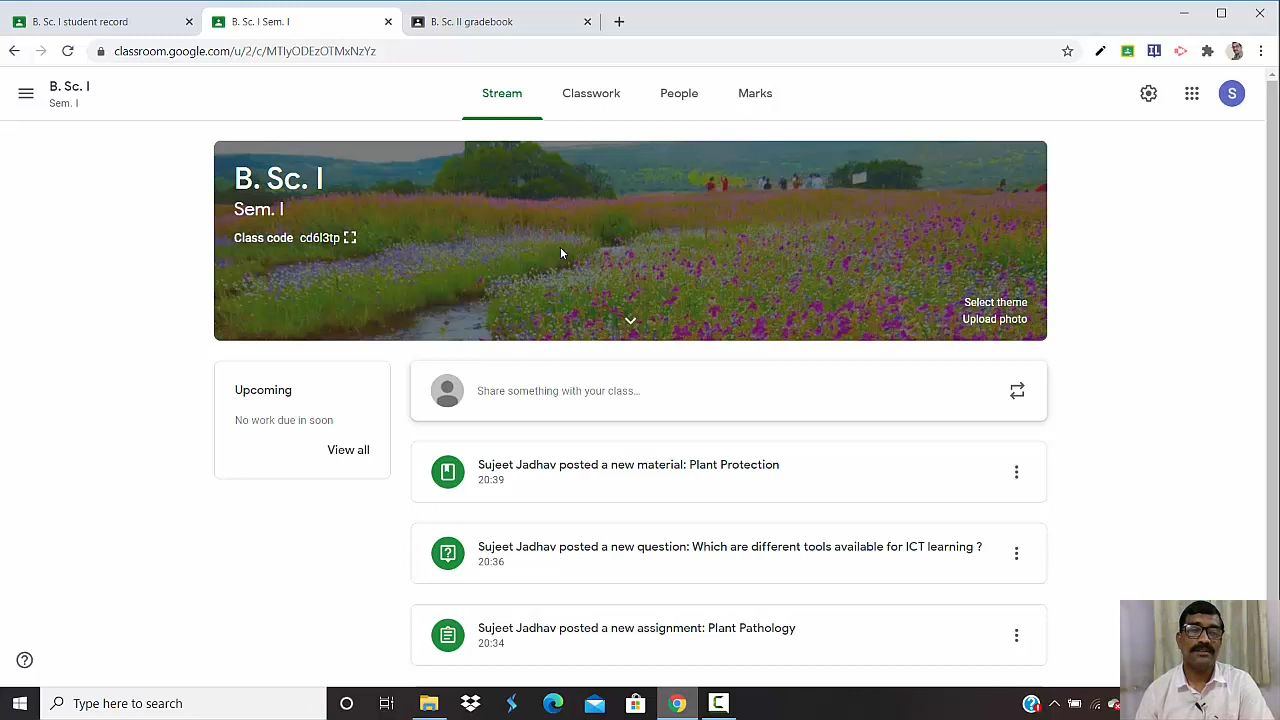 B. Sc. I student record
B. Sc. I Sem. I
B. Sc. II gradebook
classroom.google.com/u/2/c/MTIyODEzOTMxNzYz
B. Sc. I
Sem. I
Stream
Classwork
People
Marks
S
B. Sc. I
Sem. I
Class code cd6l3tp
Select theme
Upload photo
Upcoming
No work due in soon
View all
Share something with your class...
Sujeet Jadhav posted a new material: Plant Protection
20:39
Sujeet Jadhav posted a new question: Which are different tools available for ICT learning ?
20:36
Sujeet Jadhav posted a new assignment: Plant Pathology
20:34
Type here to search